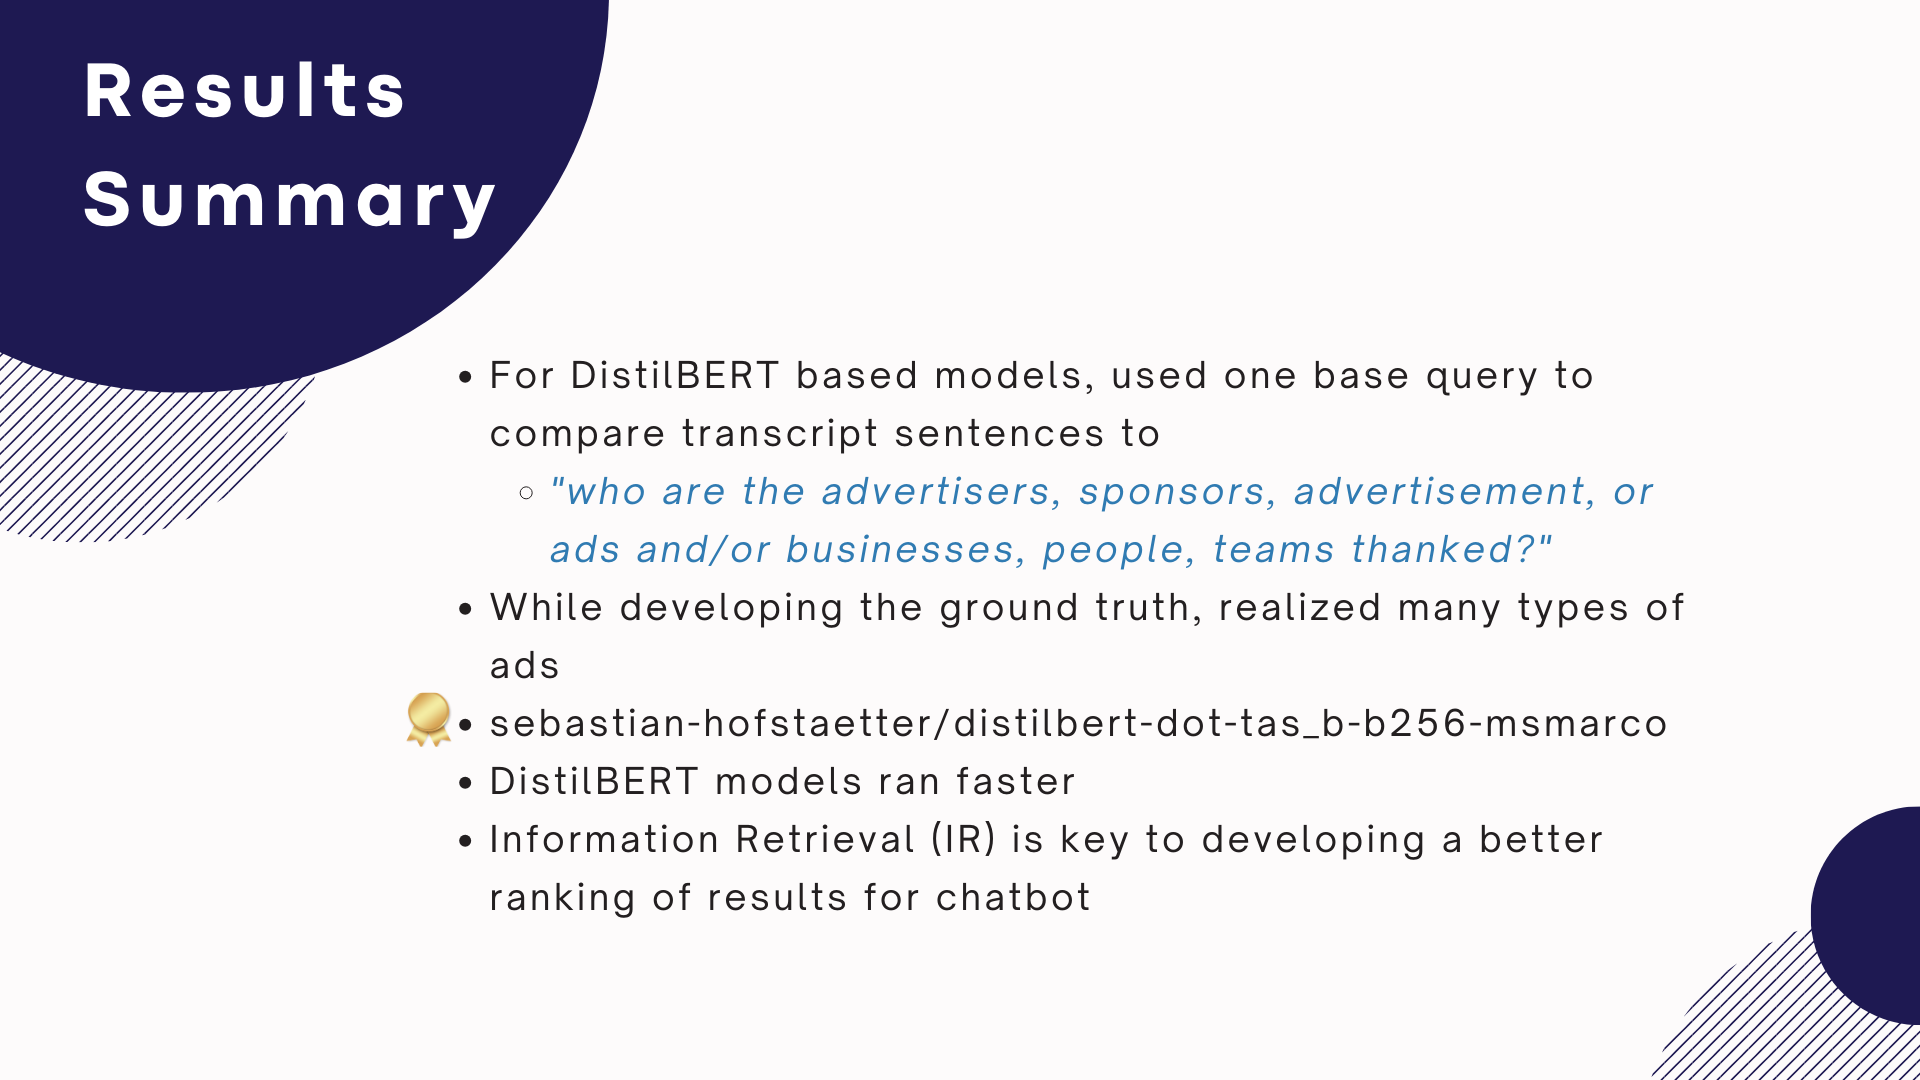 Results
Summary
For DistilBERT based models, used one base query to
compare transcript sentences to
"who are the advertisers, sponsors, advertisement, or
ads and/or businesses, people, teams thanked?"
While developing the ground truth, realized many types of
ads
sebastian-hofstaetter/distilbert-dot-tas_b-b256-msmarco
DistilBERT models ran faster
Information Retrieval (IR) is key to developing a better
ranking of results for chatbot